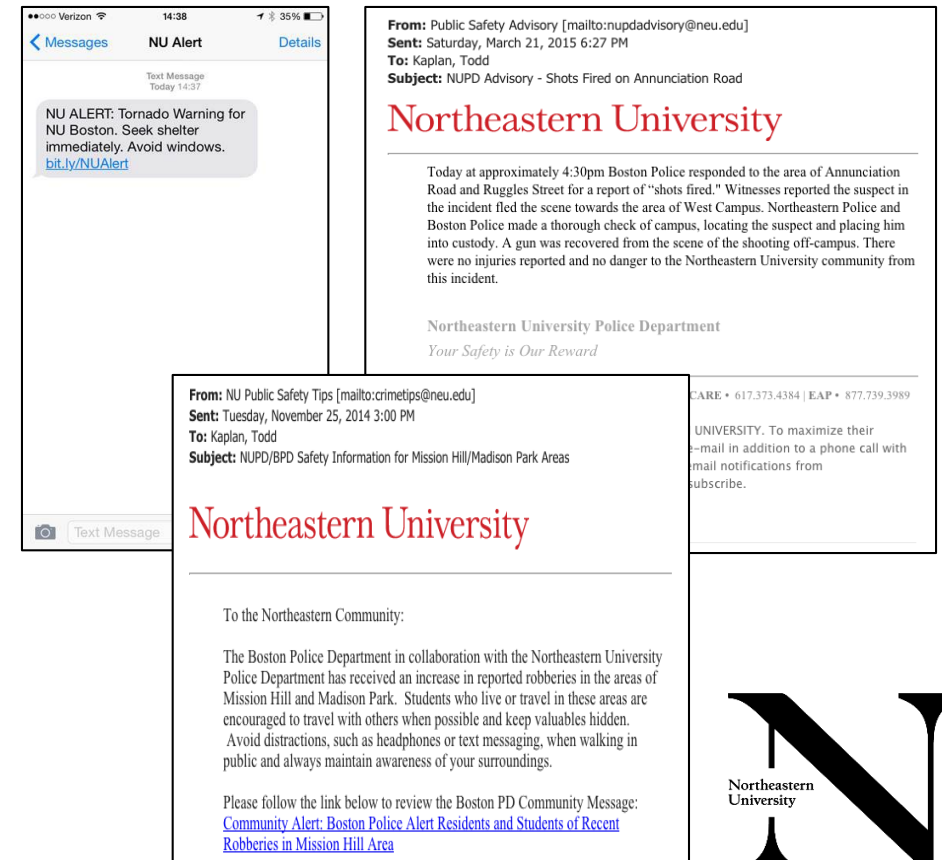 Verizon 14:38 35%
Messages NU Alert Details
Text Message
Today 14:37
NU ALERT: Tornado Warning for
NU Boston. Seek shelter
immediately. Avoid windows.
bit.ly/NUAlert
Text Message
From: Public Safety Advisory [mailto:nupdadvisory@neu.edu]
Sent: Saturday, March 21, 2015 6:27 PM
To: Kaplan, Todd
Subject: NUPD Advisory - Shots Fired on Annunciation Road
Northeastern University
Today at approximately 4:30pm Boston Police responded to the area of Annunciation
Road and Ruggles Street for a report of “shots fired." Witnesses reported the suspect in
the incident fled the scene towards the area of West Campus. Northeastern Police and
Boston Police made a thorough check of campus, locating the suspect and placing him
into custody. A gun was recovered from the scene of the shooting off-campus. There
were no injuries reported and no danger to the Northeastern University community from
this incident.
Northeastern University Police Department
Your Safety is Our Reward
CARE • 617.373.4384 | EAP • 877.739.3989
UNIVERSITY. To maximize their
e-mail in addition to a phone call with
email notifications from
subscribe.
From: NU Public Safety Tips [mailto:crimetips@neu.edu]
Sent: Tuesday, November 25, 2014 3:00 PM
To: Kaplan, Todd
Subject: NUPD/BPD Safety Information for Mission Hill/Madison Park Areas
Northeastern University
To the Northeastern Community:
The Boston Police Department in collaboration with the Northeastern University
Police Department has received an increase in reported robberies in the areas of
Mission Hill and Madison Park. Students who live or travel in these areas are
encouraged to travel with others when possible and keep valuables hidden.
Avoid distractions, such as headphones or text messaging, when walking in
public and always maintain awareness of your surroundings.
Please follow the link below to review the Boston PD Community Message:
Community Alert: Boston Police Alert Residents and Students of Recent
Robberies in Mission Hill Area
N
Northeastern
University